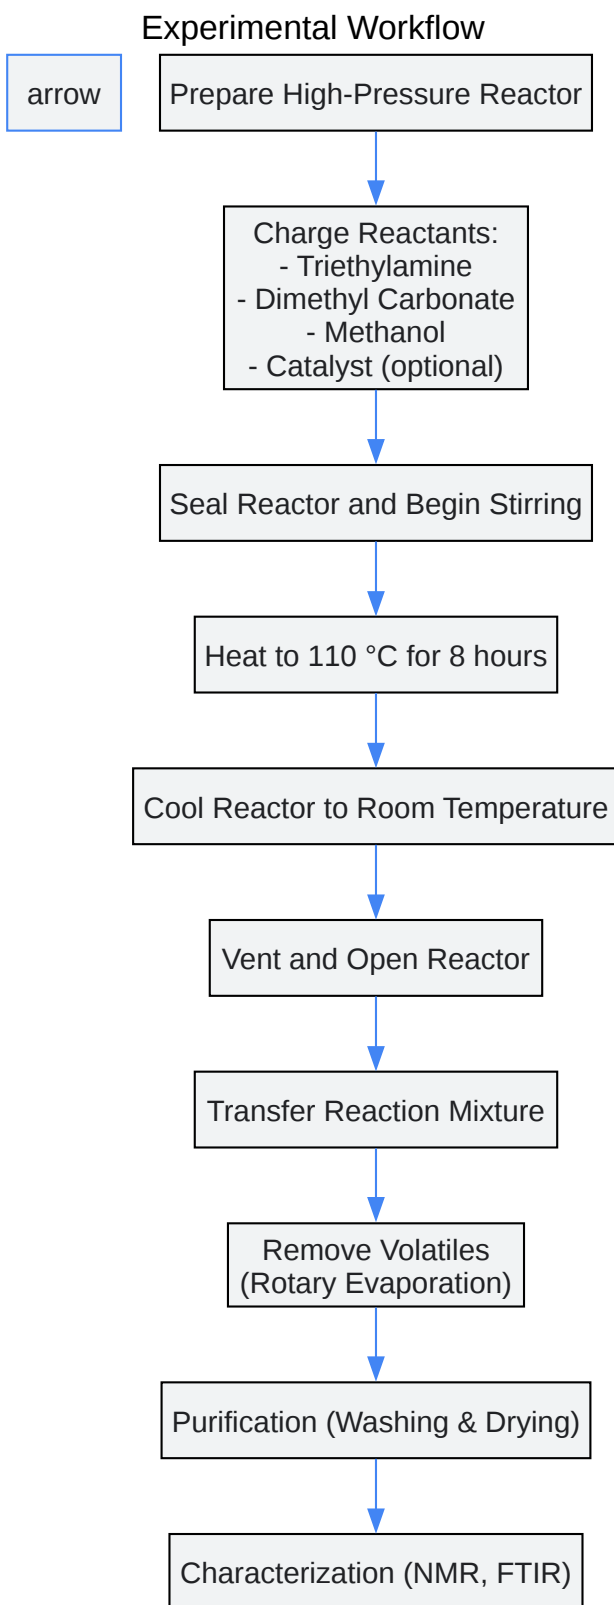 Experimental Workflow
arrow
Prepare High-Pressure Reactor
Charge Reactants:
- Triethylamine
- Dimethyl Carbonate
- Methanol
- Catalyst (optional)
Seal Reactor and Begin Stirring
Heat to 110 °C for 8 hours
Cool Reactor to Room Temperature
Vent and Open Reactor
Transfer Reaction Mixture
Remove Volatiles
(Rotary Evaporation)
Purification (Washing & Drying)
Characterization (NMR, FTIR)